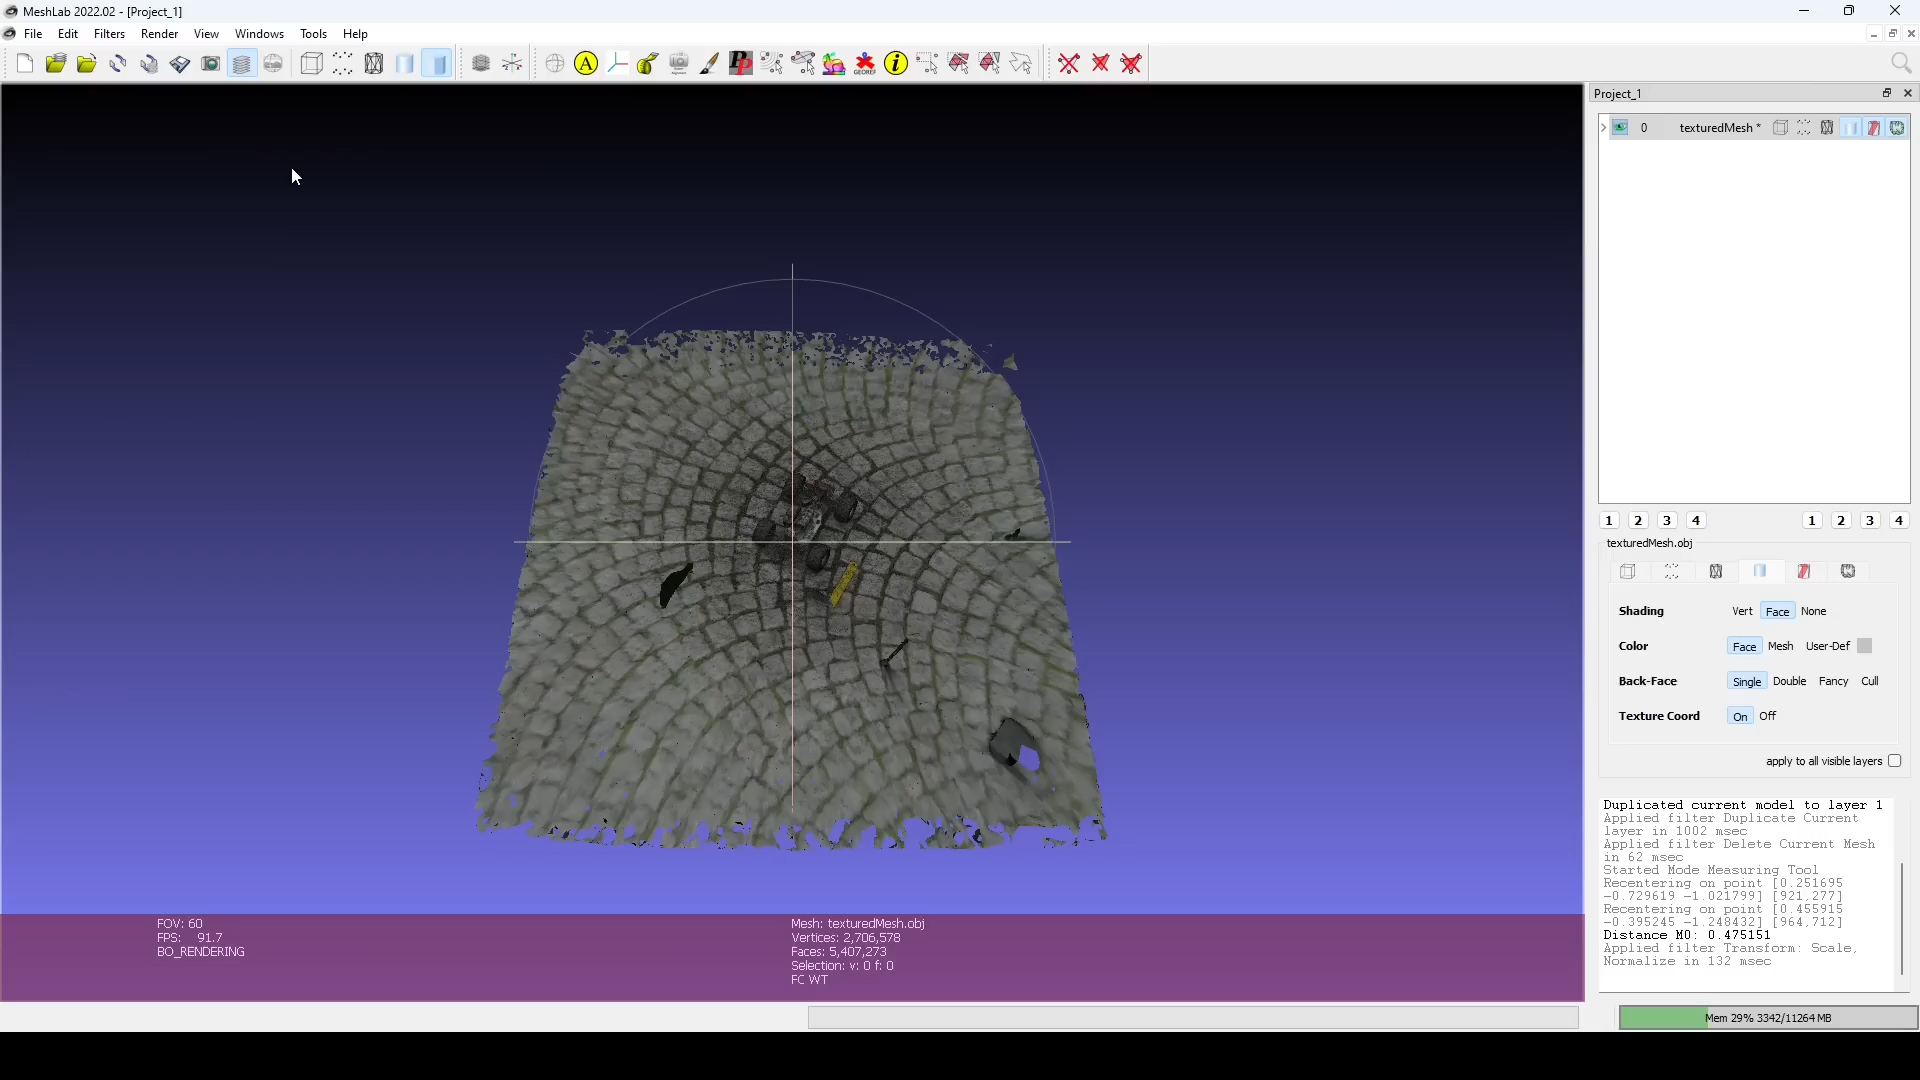 MeshLab 2022.02 - [Project_1]
File Edit Filters Render View Windows Tools Help
A
PP
GEOREF
i
Project_1
0 texturedMesh *
1 2 3 4 1 2 3 4
texturedMesh.obj
Shading Vert Face None
Color Face Mesh User-Def
Back-Face Single Double Fancy Cull
Texture Coord On Off
apply to all visible layers
Duplicated current model to layer 1
Applied filter Duplicate Current
layer in 1002 msec
Applied filter Delete Current Mesh
in 62 msec
Started Mode Measuring Tool
Recentering on point [0.251695
-0.729619 -1.021799] [921,277]
Recentering on point [0.455915
-0.395245 -1.248432] [964,712]
Distance M0: 0.475151
Applied filter Transform: Scale,
Normalize in 132 msec
FOV: 60
FPS: 91.7
BO_RENDERING
Mesh: texturedMesh.obj
Vertices: 2,706,578
Faces: 5,407,273
Selection: v: 0 f: 0
FC WT
Mem 29% 3342/11264 MB